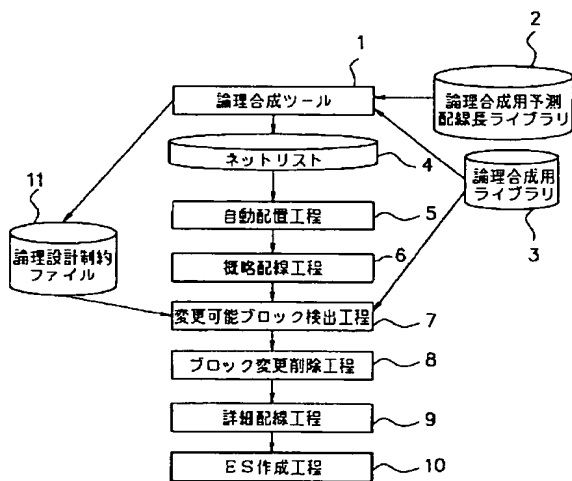 1
2
論理合成ツール
論理合成用予測
配線長ライブラリ
ネットリスト
4
論理合成用
ライブラリ
3
11
論理設計制約
ファイル
自動配置工程
5
概略配線工程
6
変更可能ブロック検出工程
7
ブロック変更削除工程
8
詳細配線工程
9
ES作成工程
10